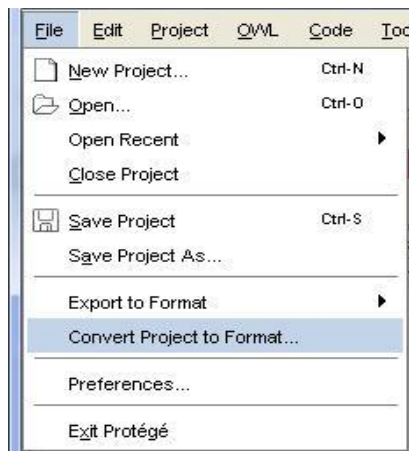 File Edit Project OWL Code
New Project... Ctrl-N
Open... Ctrl-O
Open Recent
Close Project
Save Project Ctrl-S
Save Project As...
Export to Format
Convert Project to Format...
Preferences...
Exit Protégé